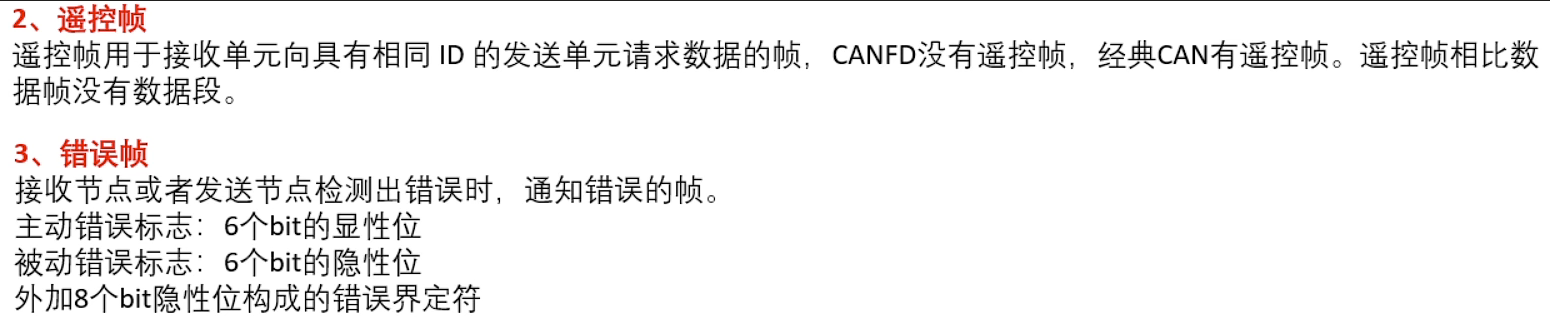 2、遥控帧
遥控帧用于接收单元向具有相同 ID 的发送单元请求数据的帧，CANFD没有遥控帧，经典CAN有遥控帧。遥控帧相比数
据帧没有数据段。
3、错误帧
接收节点或者发送节点检测出错误时，通知错误的帧。
主动错误标志：6个bit的显性位
被动错误标志：6个bit的隐性位
外加8个bit隐性位构成的错误界定符